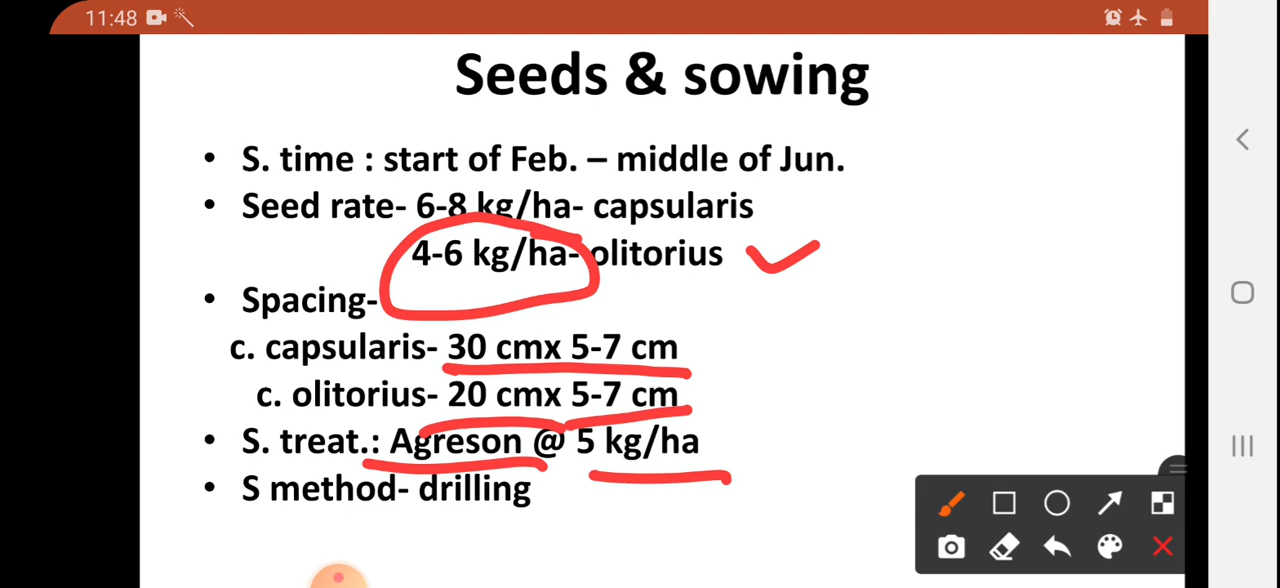 11:48
Seeds & sowing
• S. time : start of Feb. – middle of Jun.
• Seed rate- 6-8 kg/ha- capsularis
4-6 kg/ha- olitorius
• Spacing-
c. capsularis- 30 cmx 5-7 cm
c. olitorius- 20 cmx 5-7 cm
• S. treat.: Agreson @ 5 kg/ha
• S method- drilling